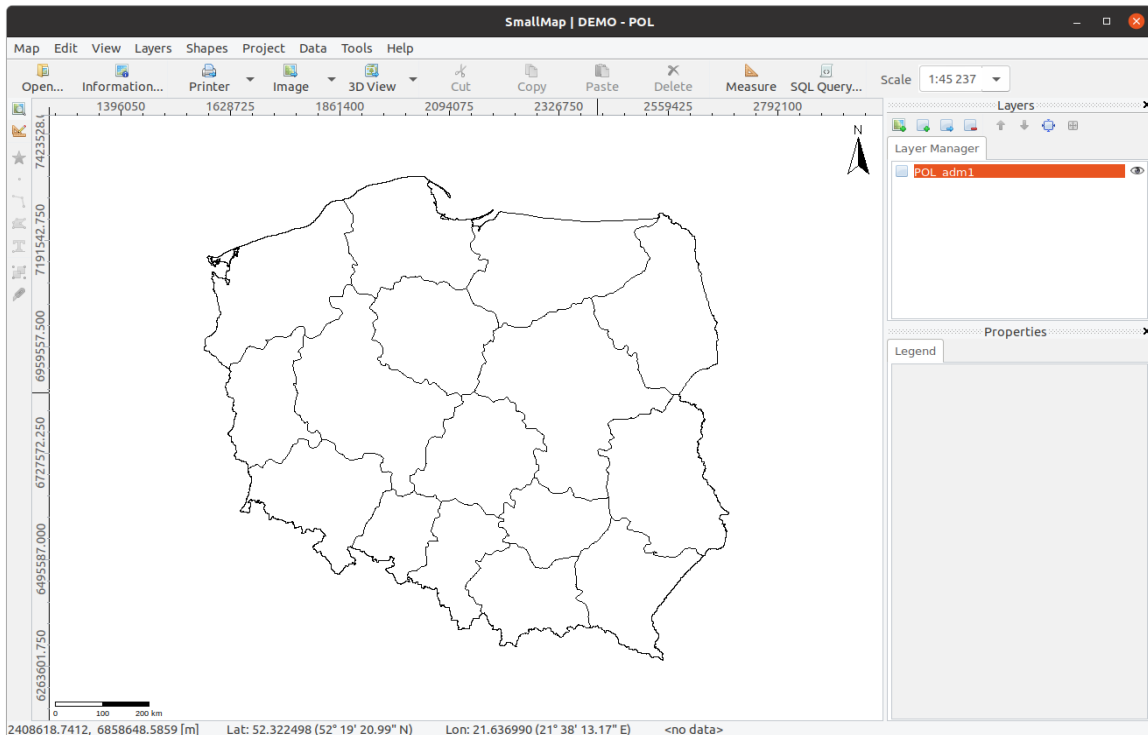 SmallMap | DEMO - POL
Map Edit View Layers Shapes Project Data Tools Help
Open... Information... Printer Image 3D View Cut Copy Paste Delete Measure SQL Query... Scale 1:45 237
1396050 1628725 1861400 2094075 2326750 2559425 2792100
Layers
Layer Manager
POL_adm1
N
7191542.750
6959557.500
6727572.250
6495587.000
6263601.750
Properties
Legend
0 100 200 km
2408618.7412, 6858648.5859 [m] Lat: 52.322498 (52° 19' 20.99" N) Lon: 21.636990 (21° 38' 13.17" E) <no data>